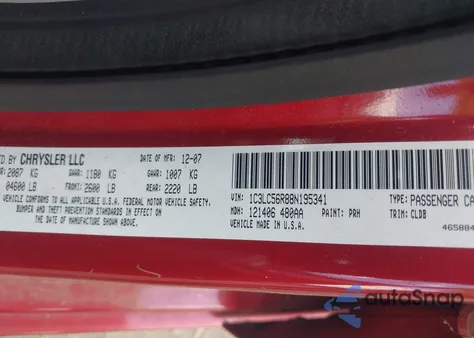 FD BY CHRYSLER LLC DATE OF MFR: 12-07
2087 KG GAWR: 1180 KG GAWR: 1007 KG
04600 LB FRONT: 2600 LB REAR: 2220 LB
VEHICLE CONFORMS TO ALL APPLICABLE U.S.A. FEDERAL MOTOR VEHICLE SAFETY,
BUMPER AND THEFT PREVENTION STANDARDS IN EFFECT
ON THE DATE OF MANUFACTURE SHOWN ABOVE.
VIN: 1C3LC56R88N195341 TYPE: PASSENGER CA
MDH: 121406 480AA PAINT: PRH TRIM: CLDB
VEHICLE MADE IN U.S.A. 46588
autoSnap